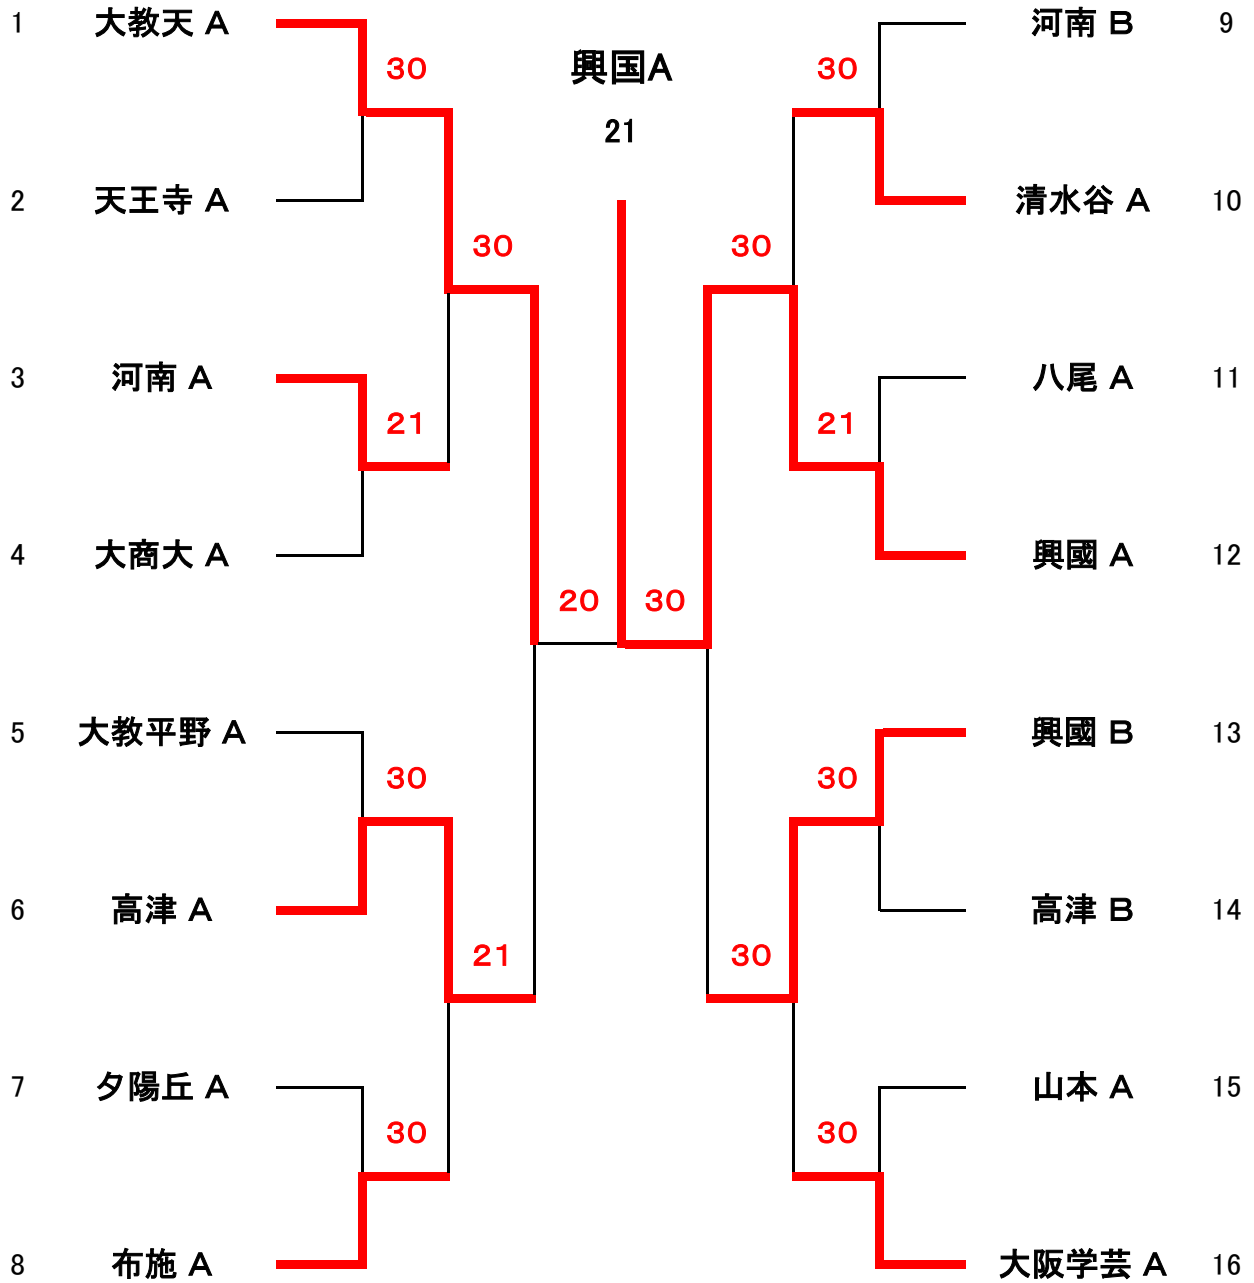 1 大教天 A
30
2 天王寺 A
30
3 河南 A
21
4 大商大 A
20
5 大教平野 A
30
6 高津 A
21
7 夕陽丘 A
30
8 布施 A
興国A
21
河南 B 9
30
清水谷 A 10
30
八尾 A 11
21
興國 A 12
30
興國 B 13
30
高津 B 14
30
山本 A 15
30
大阪学芸 A 16